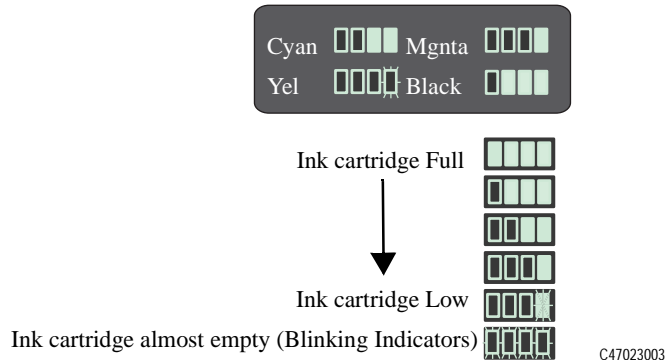 Cyan Mgnta
Yel Black
Ink cartridge Full
Ink cartridge Low
Ink cartridge almost empty (Blinking Indicators)
C47023003